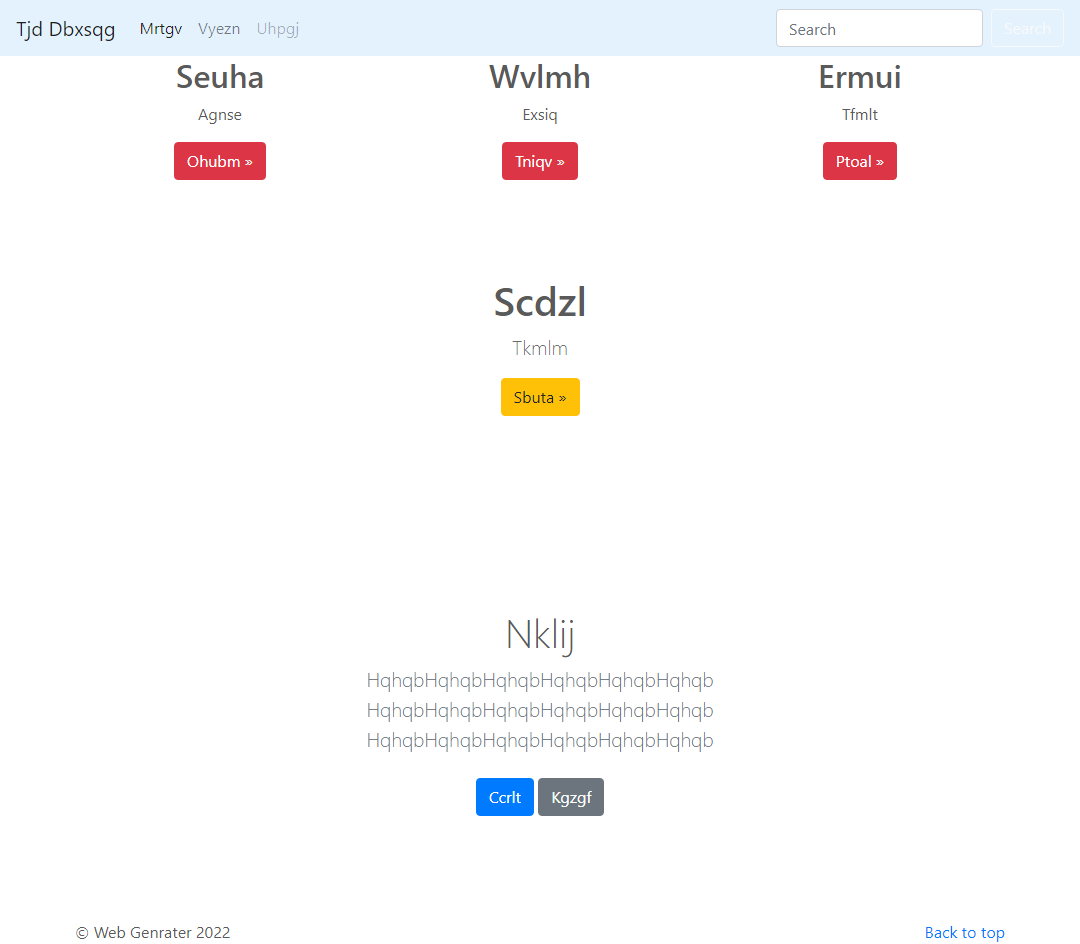 Tjd Dbxsqg Mrtgv Vyezn Uhpgj Search Search
Seuha Wvlmh Ermui
Agnse Exsiq Tfmlt
Ohubm » Tniqv » Ptoal »
Scdzl
Tkmlm
Sbuta »
Nklij
HqhqbHqhqbHqhqbHqhqbHqhqbHqhqb
HqhqbHqhqbHqhqbHqhqbHqhqbHqhqb
HqhqbHqhqbHqhqbHqhqbHqhqbHqhqb
Ccrlt Kgzgf
© Web Genrater 2022 Back to top